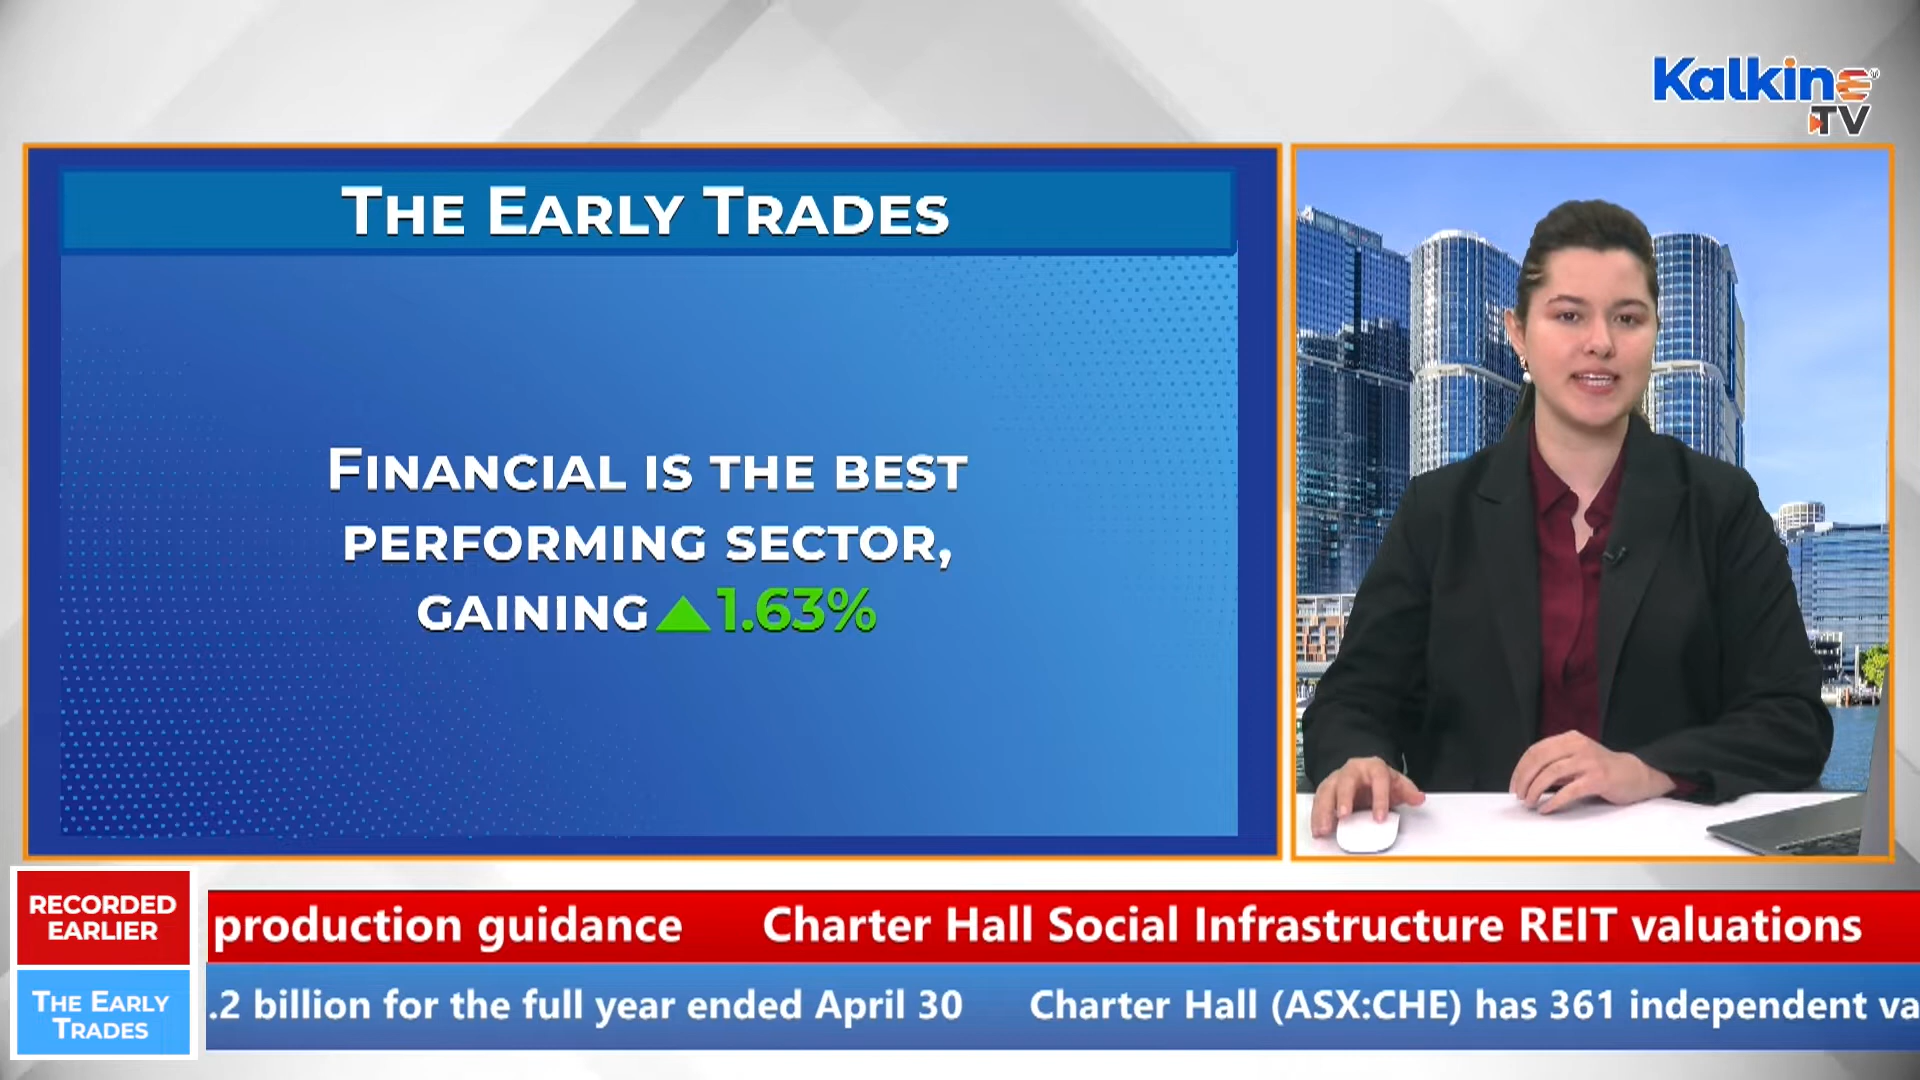 Kalkine
TV
THE EARLY TRADES
FINANCIAL IS THE BEST
PERFORMING SECTOR,
GAINING▲1.63%
RECORDED
EARLIER
production guidance Charter Hall Social Infrastructure REIT valuations
THE EARLY
TRADES
.2 billion for the full year ended April 30 Charter Hall (ASX:CHE) has 361 independent va